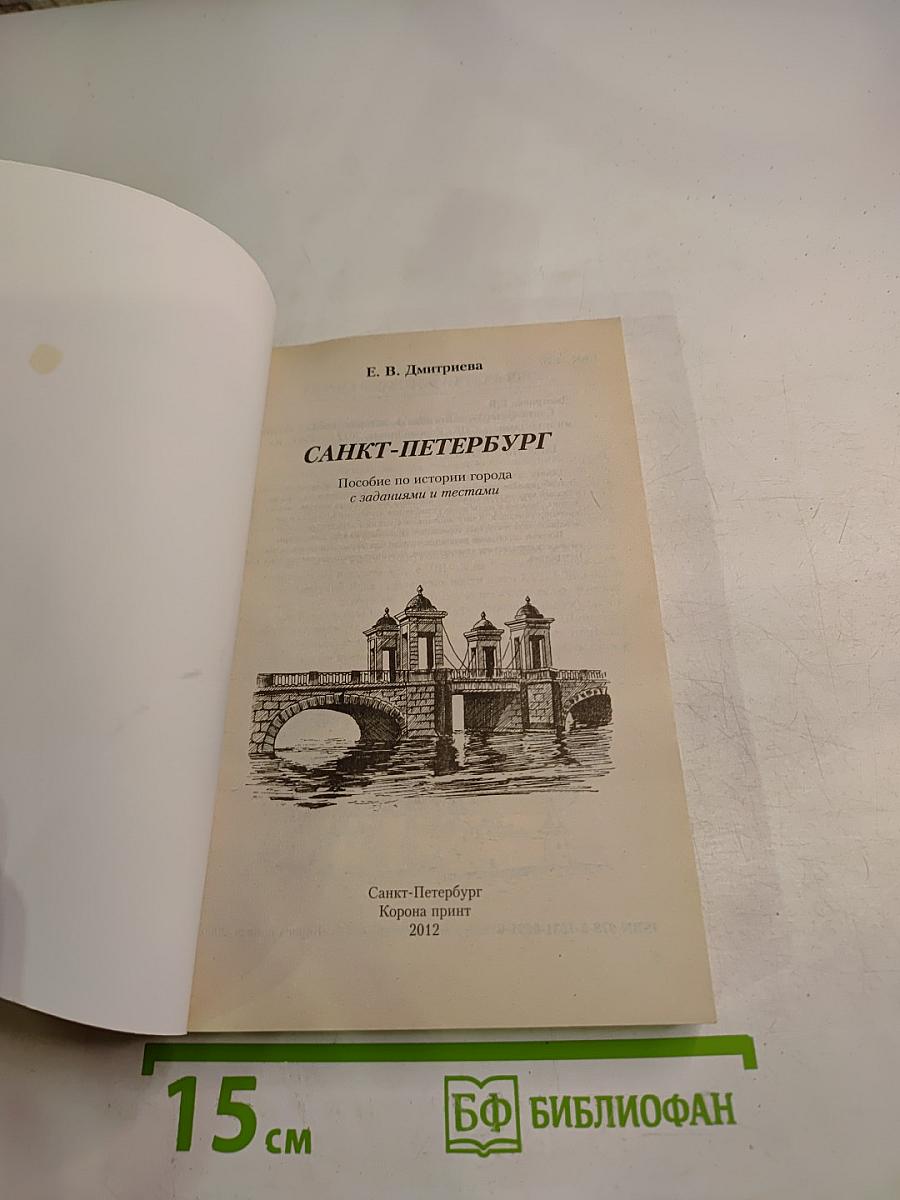 Е. В. Дмитриева
САНКТ-ПЕТЕРБУРГ
Пособие по истории города
с заданиями и тестами
Санкт-Петербург
Корона принт
2012
15 см
БФ БИБЛИОФАН